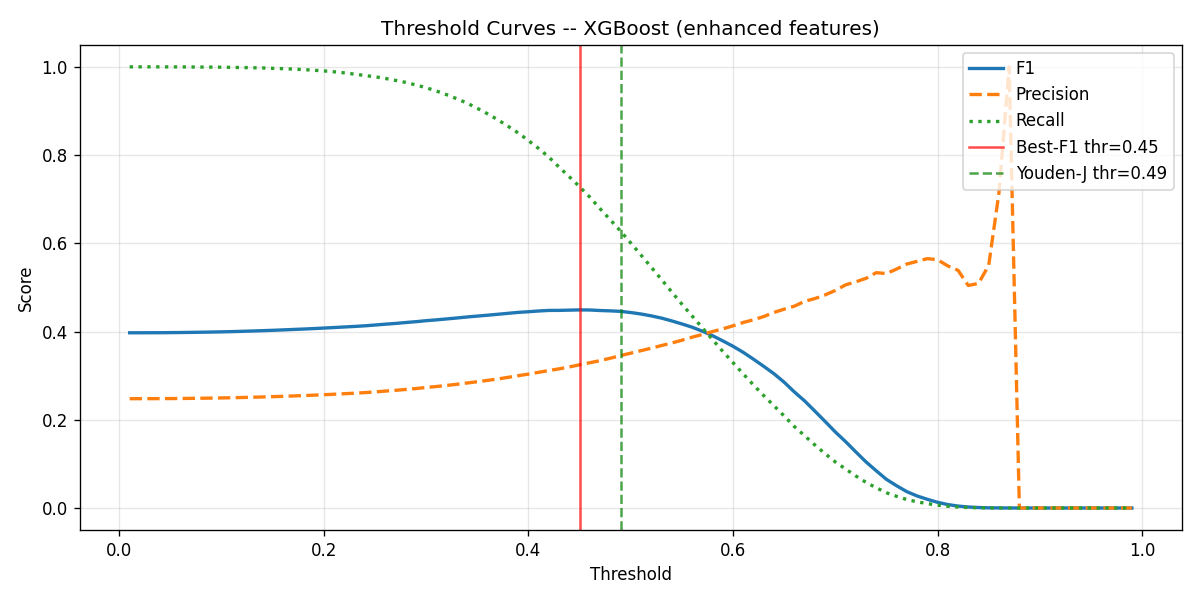 Threshold Curves -- XGBoost (enhanced features)
F1
Precision
Recall
Best-F1 thr=0.45
Youden-J thr=0.49
1.0
0.8
0.6
0.4
0.2
0.0
Score
0.0 0.2 0.4 0.6 0.8 1.0
Threshold